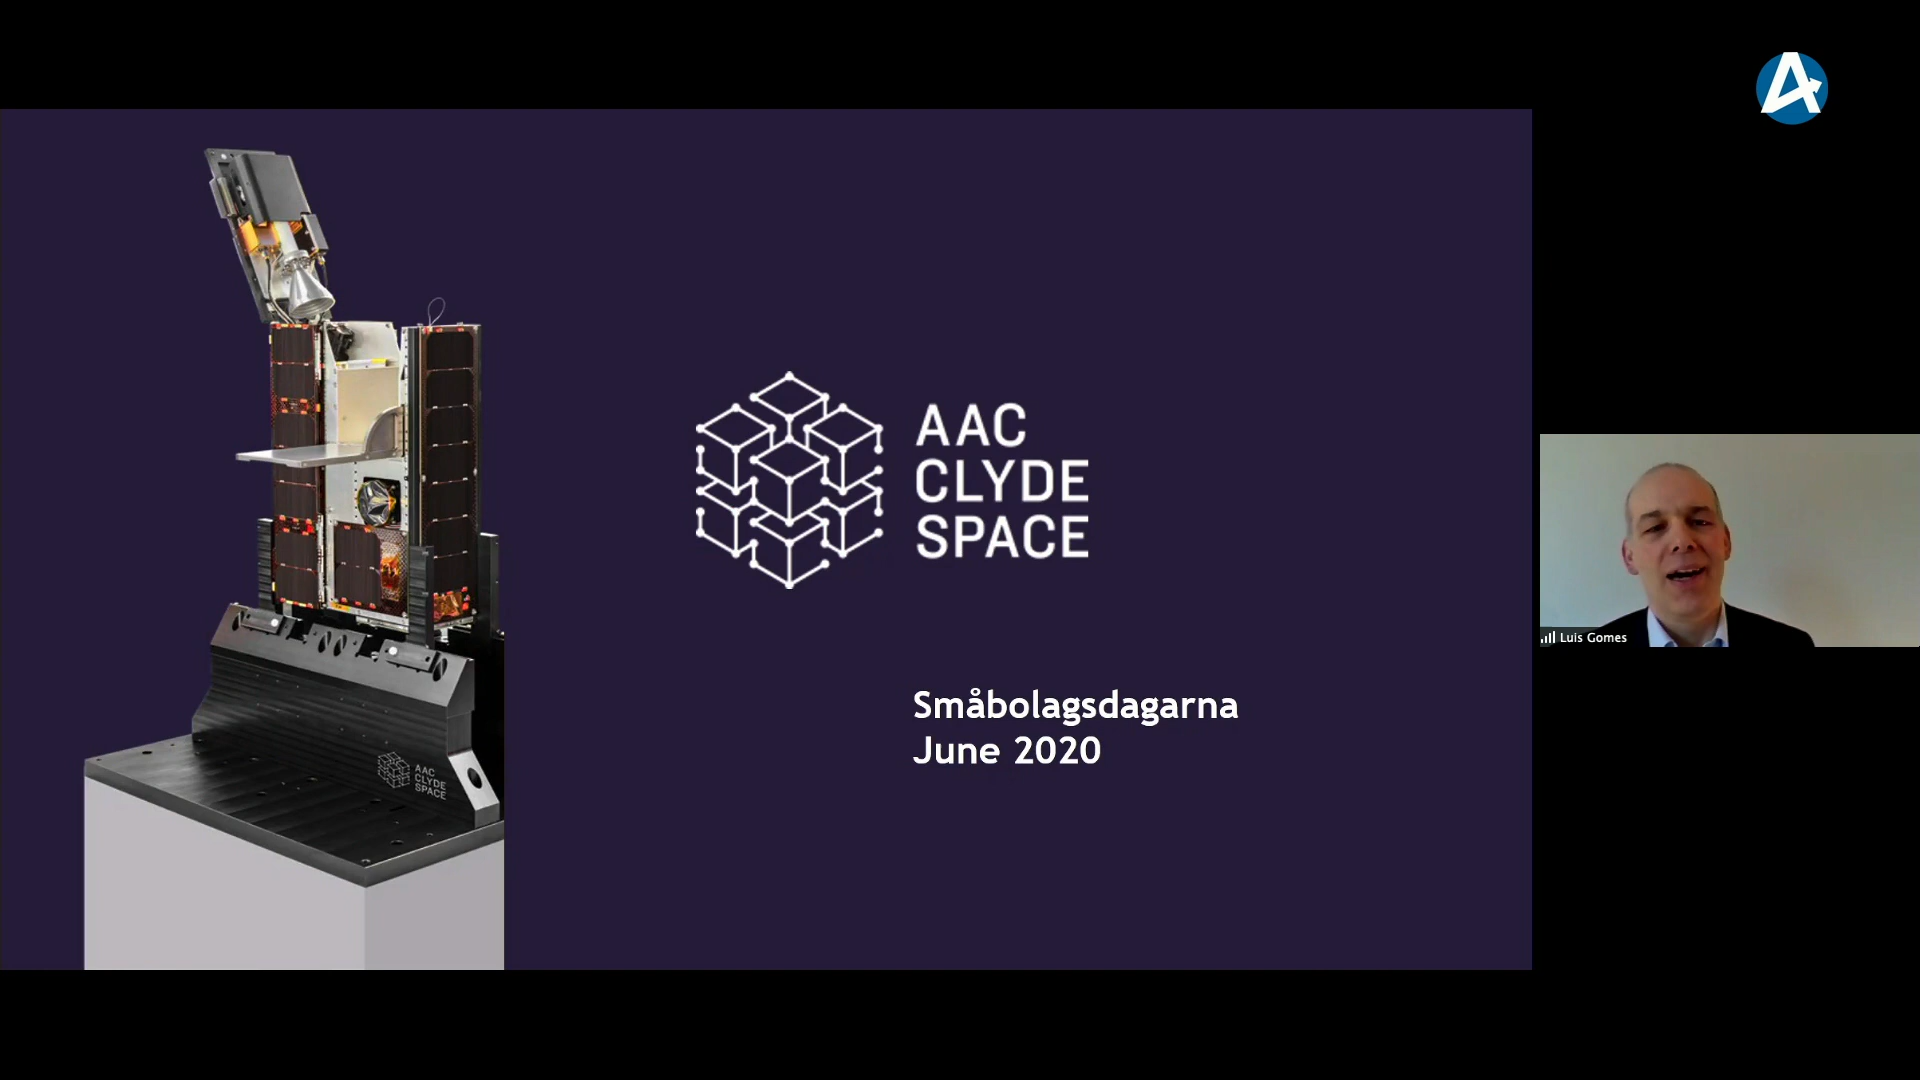 AAC
CLYDE
SPACE
Småbolagsdagarna
June 2020
AAC
CLYDE
SPACE
Luis Gomes